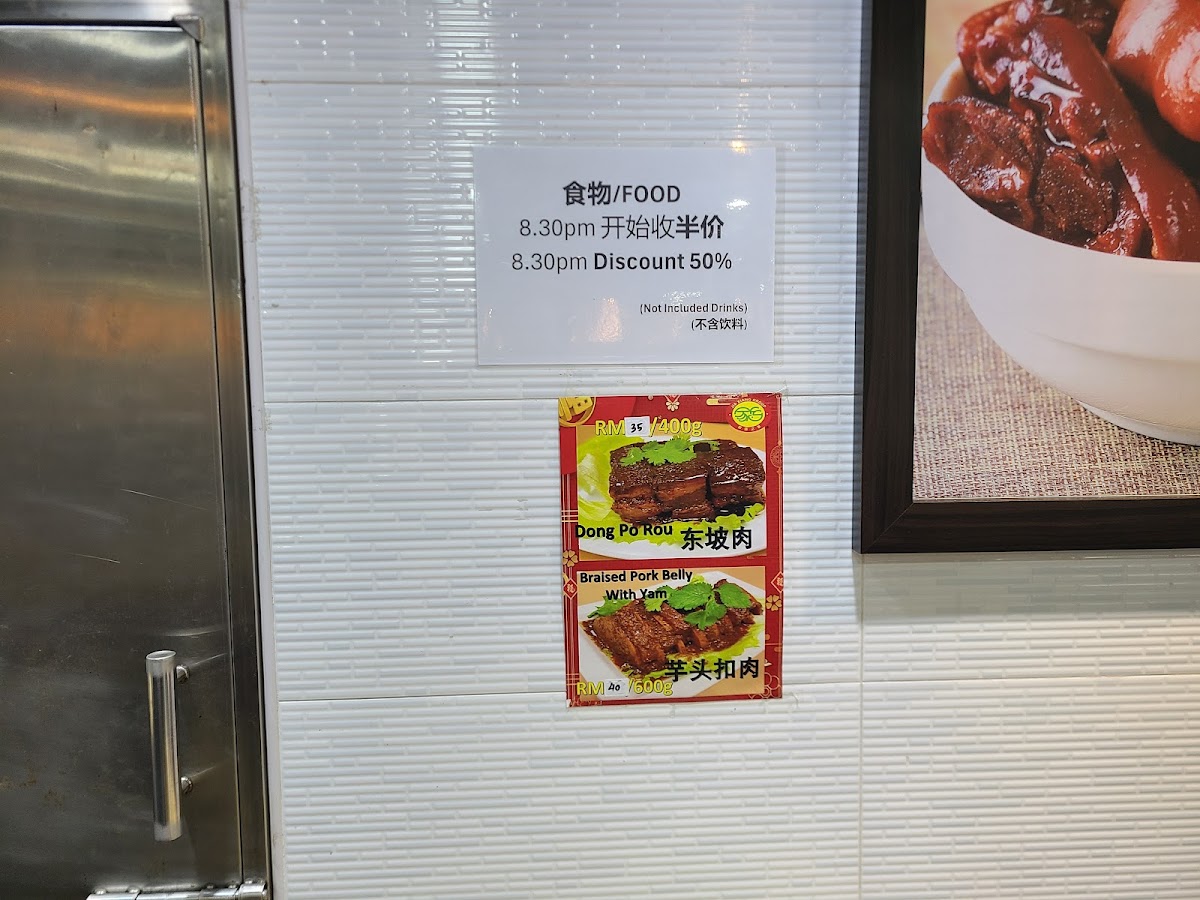 食物/FOOD
8.30pm 开始收半价
8.30pm Discount 50%
(Not Included Drinks)
(不含饮料)
RM 35 /400g
Dong Po Rou
东坡肉
Braised Pork Belly
With Yam
芋头扣肉
RM 40 /600g